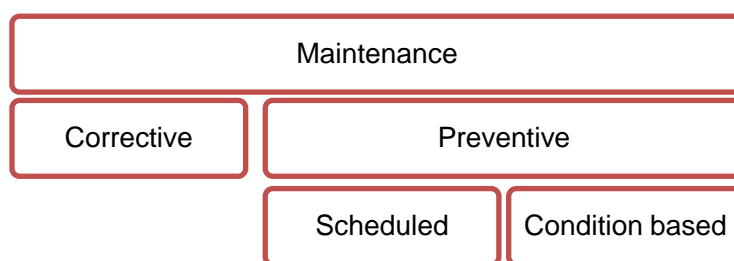 Maintenance
Corrective
Preventive
Scheduled
Condition based